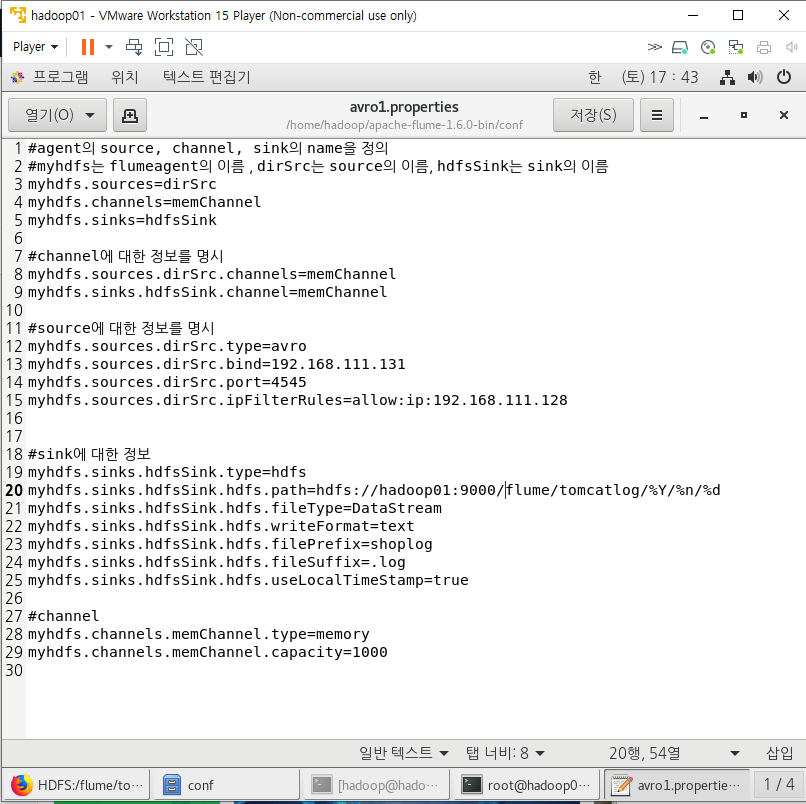 hadoop01 - VMware Workstation 15 Player (Non-commercial use only)
Player
프로그램 위치 텍스트 편집기 한 (토) 17 : 43
열기(O) avro1.properties 저장(S)
/home/hadoop/apache-flume-1.6.0-bin/conf
1 #agent의 source, channel, sink의 name을 정의
2 #myhdfs는 flumeagent의 이름 , dirSrc는 source의 이름, hdfsSink는 sink의 이름
3 myhdfs.sources=dirSrc
4 myhdfs.channels=memChannel
5 myhdfs.sinks=hdfsSink
6
7 #channel에 대한 정보를 명시
8 myhdfs.sources.dirSrc.channels=memChannel
9 myhdfs.sinks.hdfsSink.channel=memChannel
10
11 #source에 대한 정보를 명시
12 myhdfs.sources.dirSrc.type=avro
13 myhdfs.sources.dirSrc.bind=192.168.111.131
14 myhdfs.sources.dirSrc.port=4545
15 myhdfs.sources.dirSrc.ipFilterRules=allow:ip:192.168.111.128
16
17
18 #sink에 대한 정보
19 myhdfs.sinks.hdfsSink.type=hdfs
20 myhdfs.sinks.hdfsSink.hdfs.path=hdfs://hadoop01:9000/flume/tomcatlog/%Y/%n/%d
21 myhdfs.sinks.hdfsSink.hdfs.fileType=DataStream
22 myhdfs.sinks.hdfsSink.hdfs.writeFormat=text
23 myhdfs.sinks.hdfsSink.hdfs.filePrefix=shoplog
24 myhdfs.sinks.hdfsSink.hdfs.fileSuffix=.log
25 myhdfs.sinks.hdfsSink.hdfs.useLocalTimeStamp=true
26
27 #channel
28 myhdfs.channels.memChannel.type=memory
29 myhdfs.channels.memChannel.capacity=1000
30
일반 텍스트 탭 너비: 8 20행, 54열 삽입
HDFS:/flume/to··· conf [hadoop@hado··· root@hadoop0··· avro1.propertie··· 1 / 4